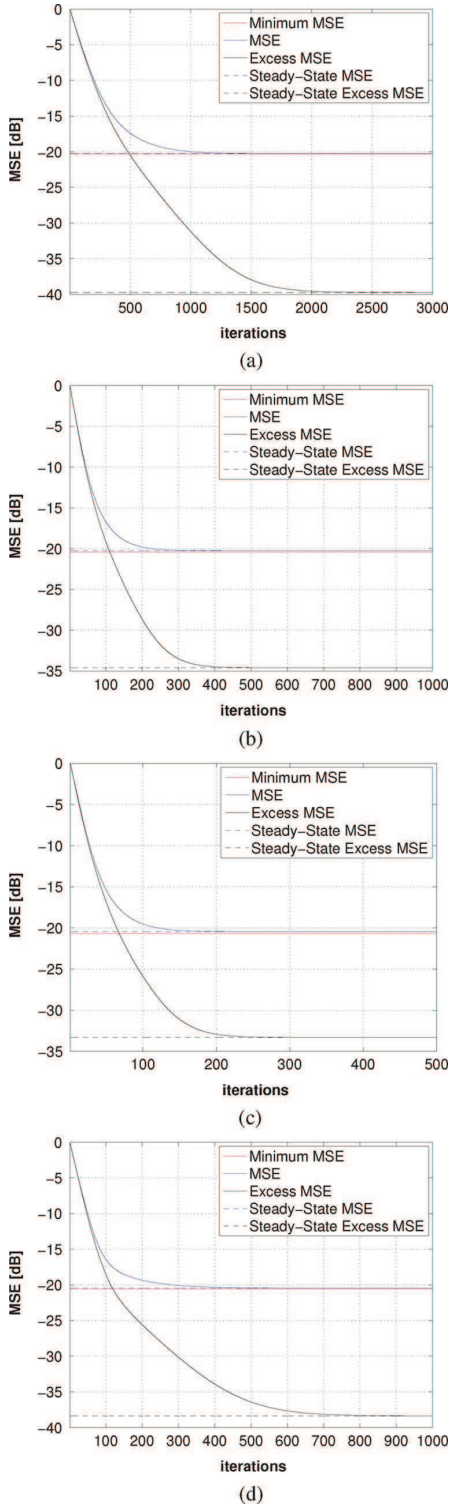 0
−5
−10
−15
−20
−25
−30
−35
−40
MSE [dB]
Minimum MSE
MSE
Excess MSE
Steady−State MSE
Steady−State Excess MSE
500 1000 1500 2000 2500 3000
iterations
(a)
0
−5
−10
−15
−20
−25
−30
−35
MSE [dB]
Minimum MSE
MSE
Excess MSE
Steady−State MSE
Steady−State Excess MSE
100 200 300 400 500 600 700 800 900 1000
iterations
(b)
0
−5
−10
−15
−20
−25
−30
−35
MSE [dB]
Minimum MSE
MSE
Excess MSE
Steady−State MSE
Steady−State Excess MSE
100 200 300 400 500
iterations
(c)
0
−5
−10
−15
−20
−25
−30
−35
−40
MSE [dB]
Minimum MSE
MSE
Excess MSE
Steady−State MSE
Steady−State Excess MSE
100 200 300 400 500 600 700 800 900 1000
iterations
(d)